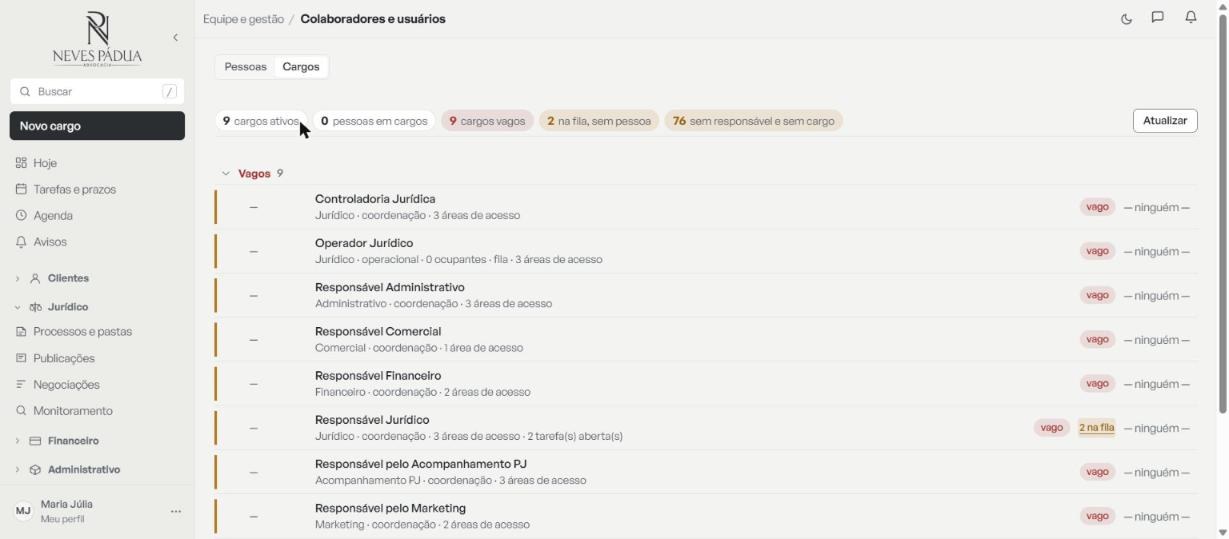 NEVES PÁDUA
ADVOCACIA
Equipe e gestão / Colaboradores e usuários
Buscar /
Novo cargo
Hoje
Tarefas e prazos
Agenda
Avisos
Clientes
Jurídico
Processos e pastas
Publicações
Negociações
Monitoramento
Financeiro
Administrativo
MJ Maria Júlia
Meu perfil
Pessoas Cargos
9 cargos ativos 0 pessoas em cargos 9 cargos vagos 2 na fila, sem pessoa 76 sem responsável e sem cargo Atualizar
Vagos 9
— Controladoria Jurídica vago — ninguém —
Jurídico · coordenação · 3 áreas de acesso
— Operador Jurídico vago — ninguém —
Jurídico · operacional · 0 ocupantes · fila · 3 áreas de acesso
— Responsável Administrativo vago — ninguém —
Administrativo · coordenação · 3 áreas de acesso
— Responsável Comercial vago — ninguém —
Comercial · coordenação · 1 área de acesso
— Responsável Financeiro vago — ninguém —
Financeiro · coordenação · 2 áreas de acesso
— Responsável Jurídico vago 2 na fila — ninguém —
Jurídico · coordenação · 3 áreas de acesso · 2 tarefa(s) aberta(s)
— Responsável pelo Acompanhamento PJ vago — ninguém —
Acompanhamento PJ · coordenação · 3 áreas de acesso
— Responsável pelo Marketing vago — ninguém —
Marketing · coordenação · 2 áreas de acesso